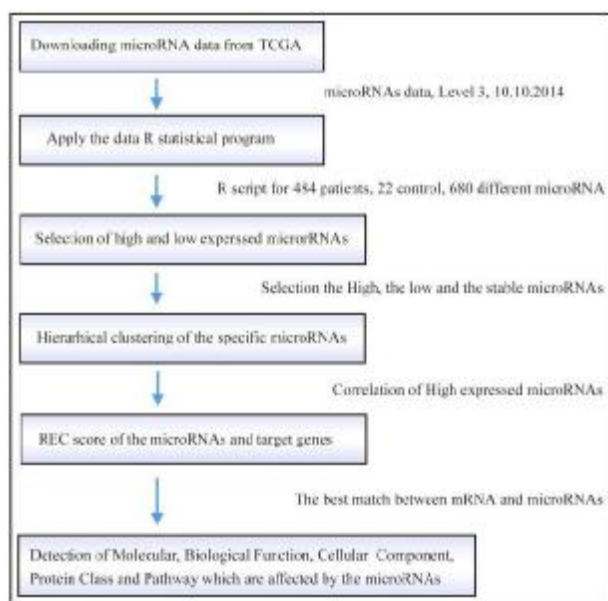 Downloading microRNA data from TCGA
microRNAs data, Level 3, 10.10.2014
Apply the data R statistical program
R script for 484 patients, 22 control, 680 different microRNA
Selection of high and low experssed microrRNAs
Selection the High, the low and the stable microRNAs
Hierarhical clustering of the specific microRNAs
Correlation of High expressed microRNAs
REC score of the microRNAs and target genes
The best match between mRNA and microRNAs
Detection of Molecular, Biological Function, Cellular Component,
Protein Class and Pathway which are affected by the microRNAs